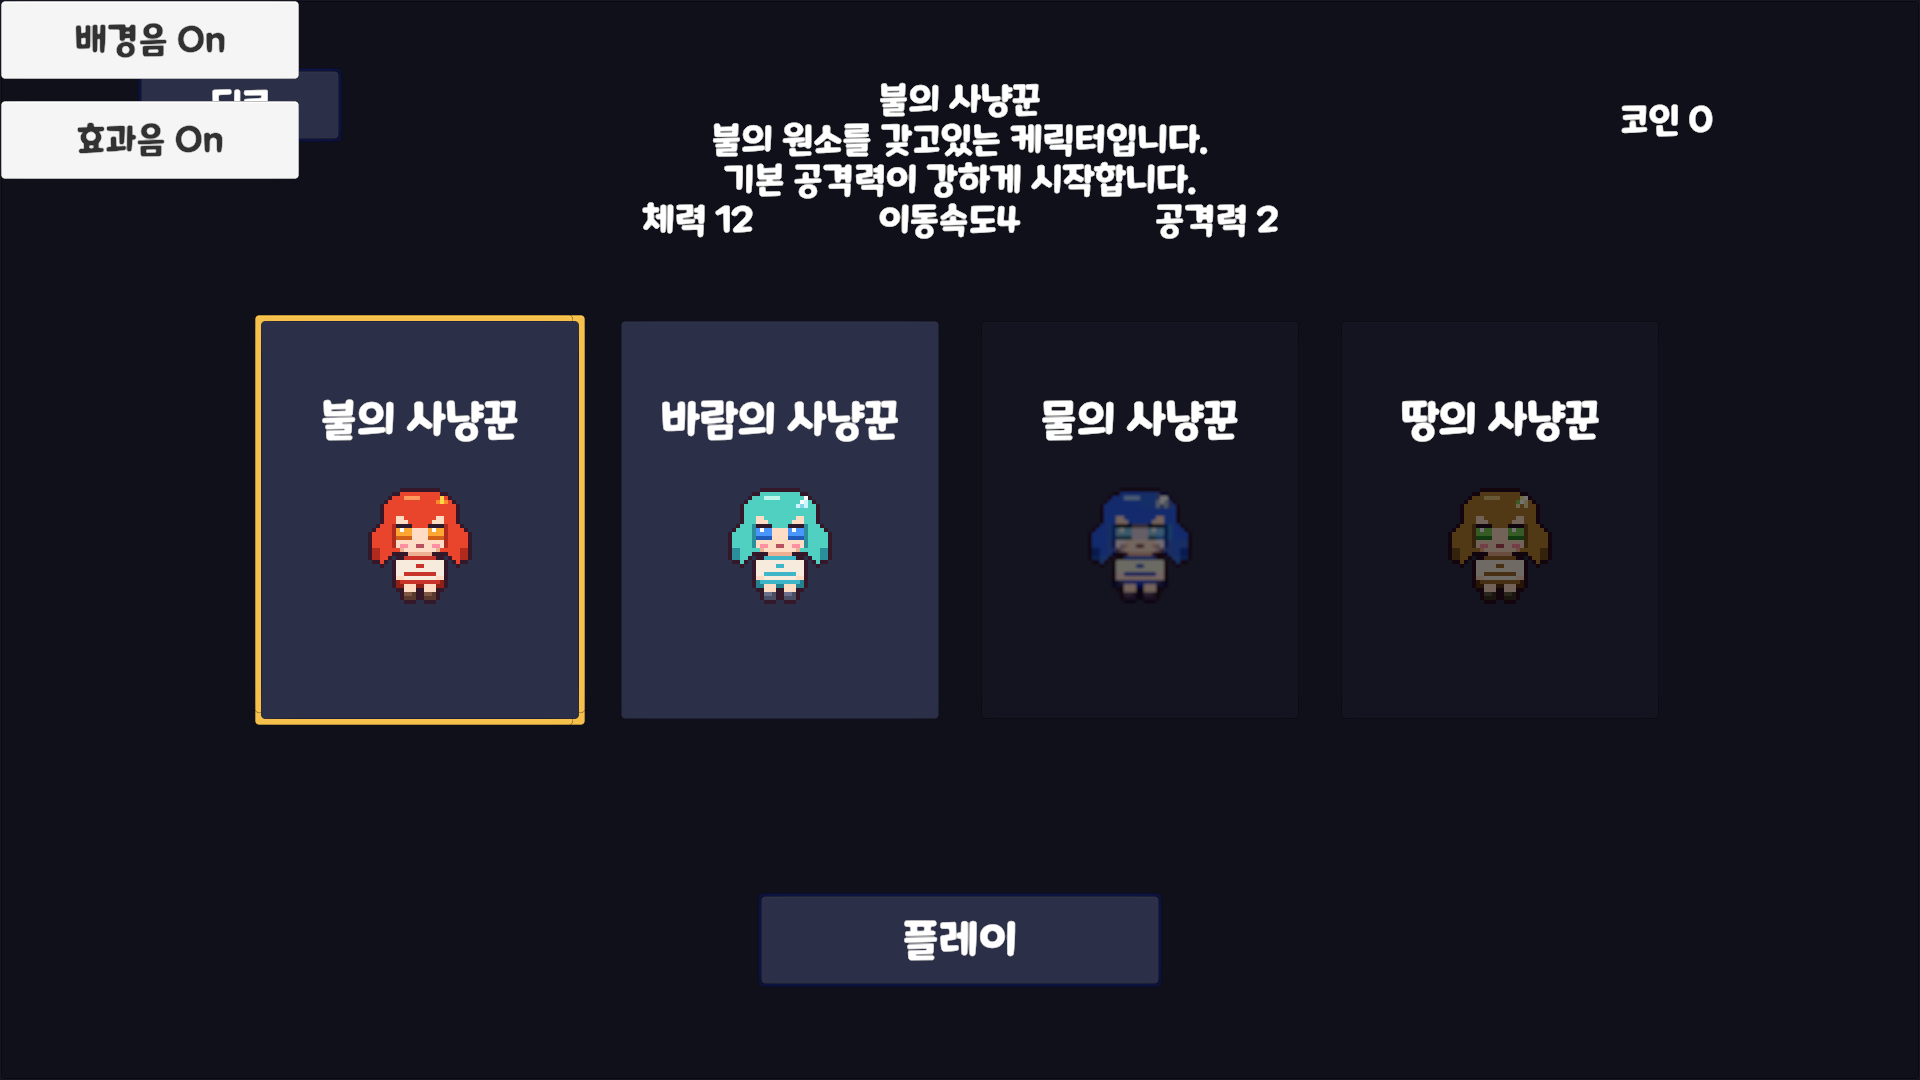 배경음 On
효과음 On
불의 사냥꾼
불의 원소를 갖고있는 케릭터입니다.
기본 공격력이 강하게 시작합니다.
체력 12 이동속도4 공격력 2
코인 0
불의 사냥꾼
바람의 사냥꾼
물의 사냥꾼
땅의 사냥꾼
플레이